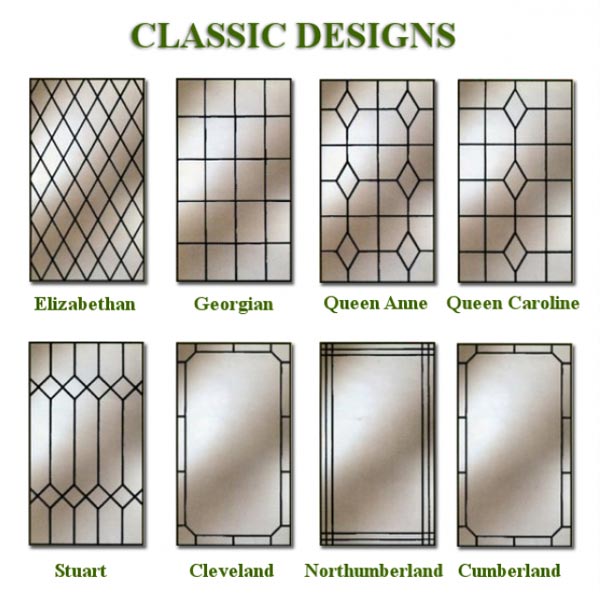 CLASSIC DESIGNS
Elizabethan Georgian Queen Anne Queen Caroline
Stuart Cleveland Northumberland Cumberland